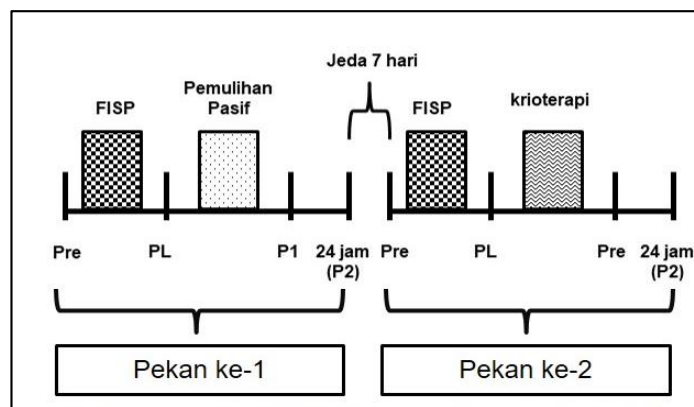 Jeda 7 hari
FISP
Pemulihan
Pasif
FISP
krioterapi
Pre
PL
P1
24 jam
(P2)
Pre
PL
Pre
24 jam
(P2)
Pekan ke-1
Pekan ke-2